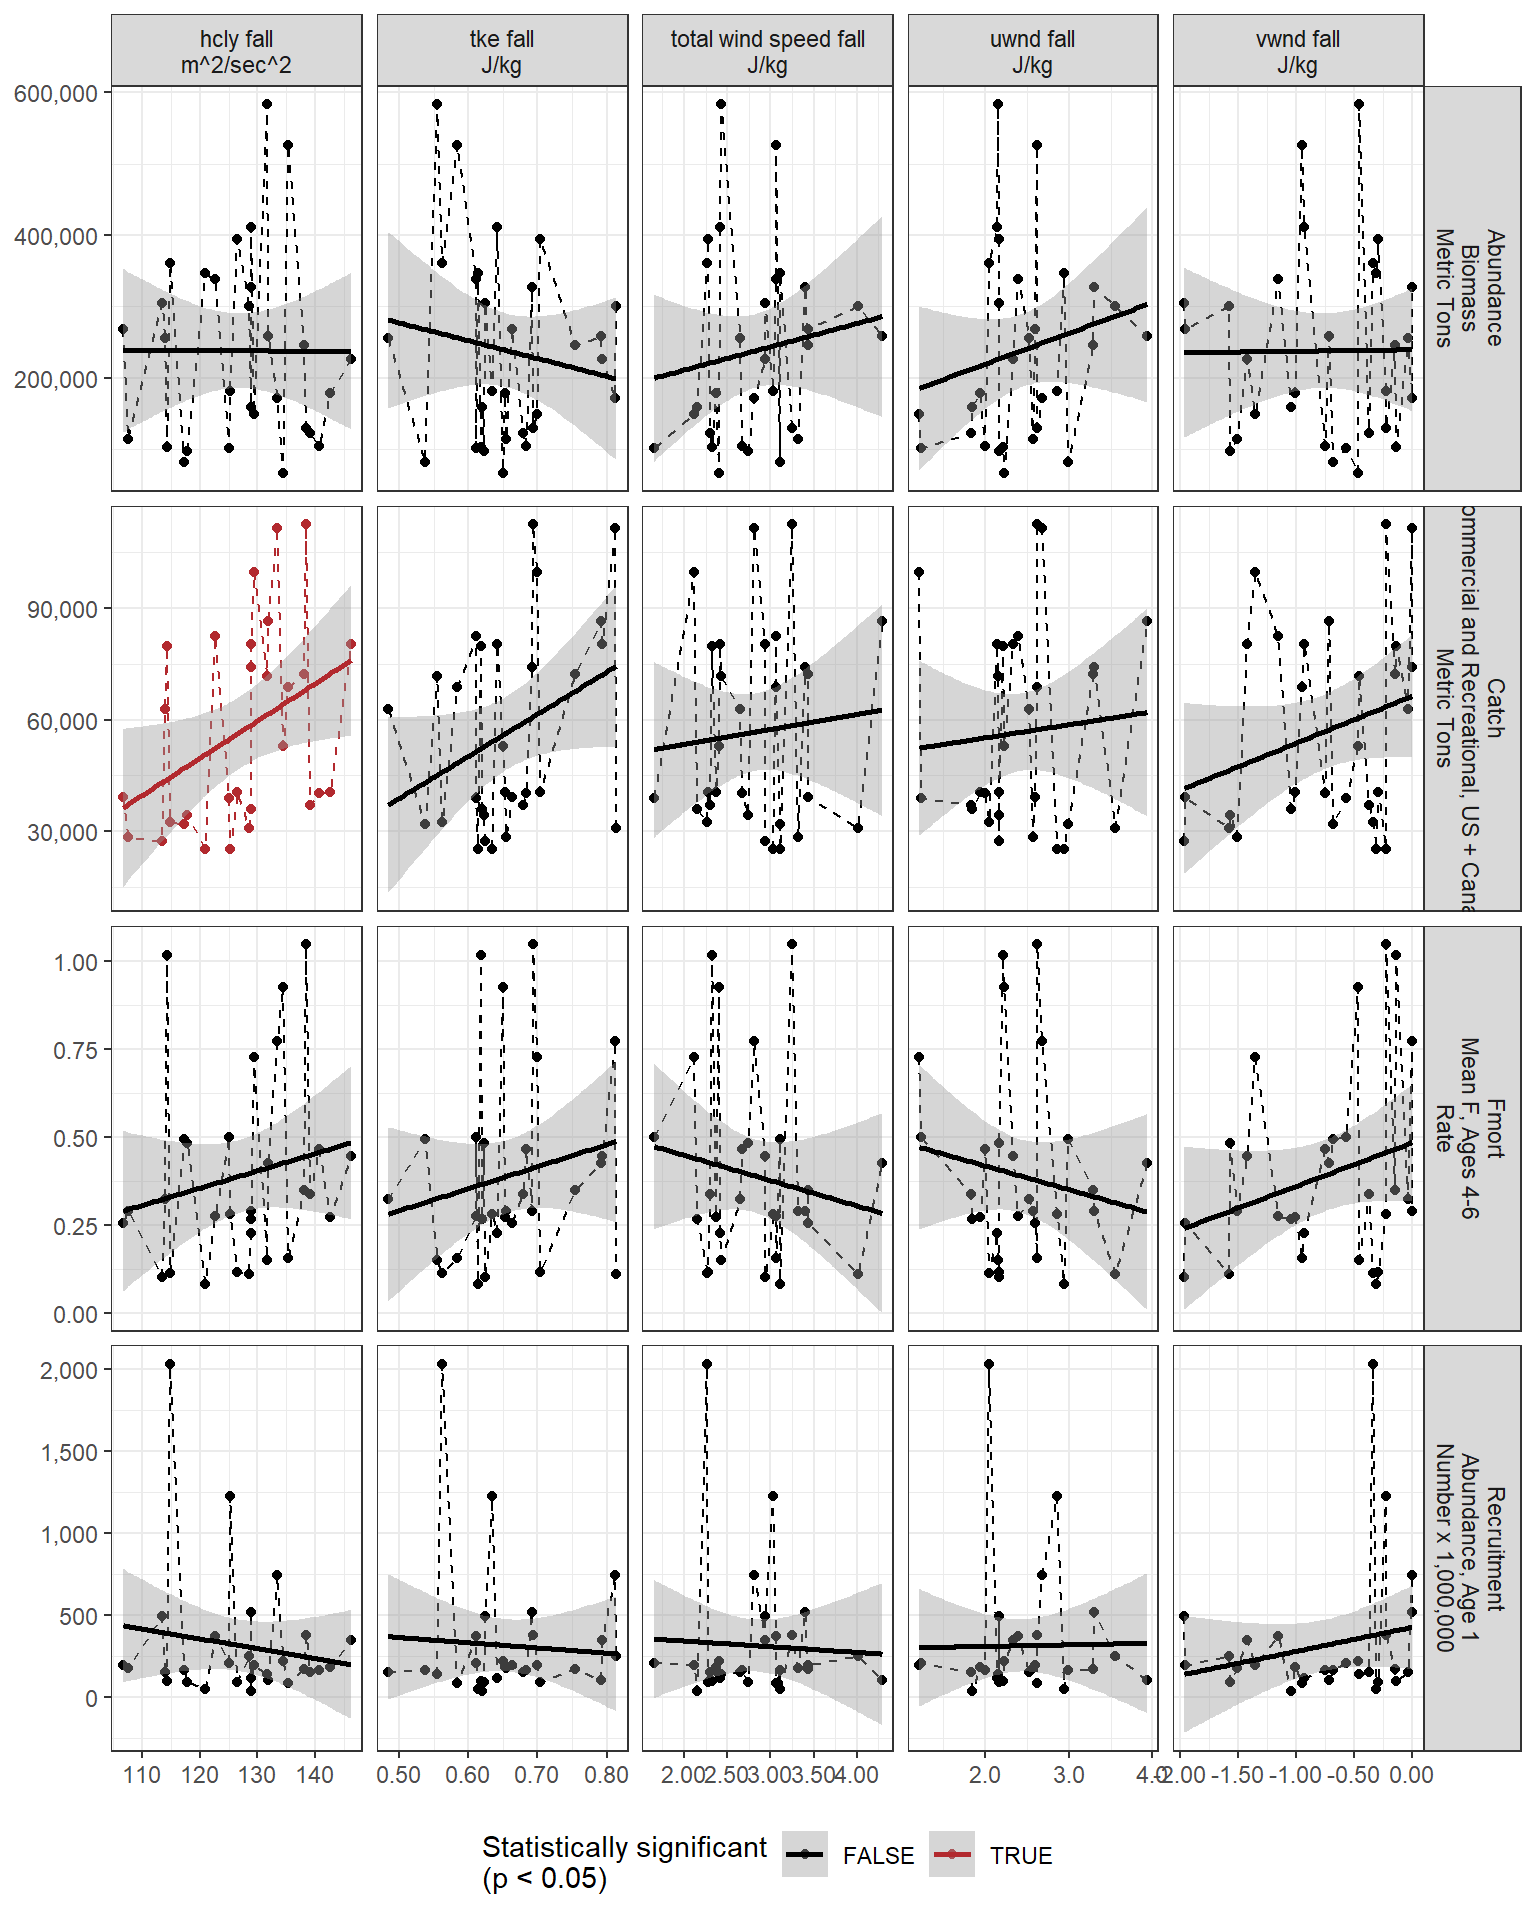 hcly fall
m^2/sec^2
tke fall
J/kg
total wind speed fall
J/kg
uwnd fall
J/kg
vwnd fall
J/kg
600,000
400,000
200,000
Abundance
Biomass
Metric Tons
90,000
60,000
30,000
Catch
ommercial and Recreational, US + Cana
Metric Tons
1.00
0.75
0.50
0.25
0.00
Fmort
Mean F, Ages 4-6
Rate
2,000
1,500
1,000
500
0
Recruitment
Abundance, Age 1
Number x 1,000,000
110 120 130 140
0.50 0.60 0.70 0.80
2.00 2.50 3.00 3.50 4.00
2.0 3.0 4.0
-2.00 -1.50 -1.00 -0.50 0.00
Statistically significant
(p < 0.05)
FALSE
TRUE